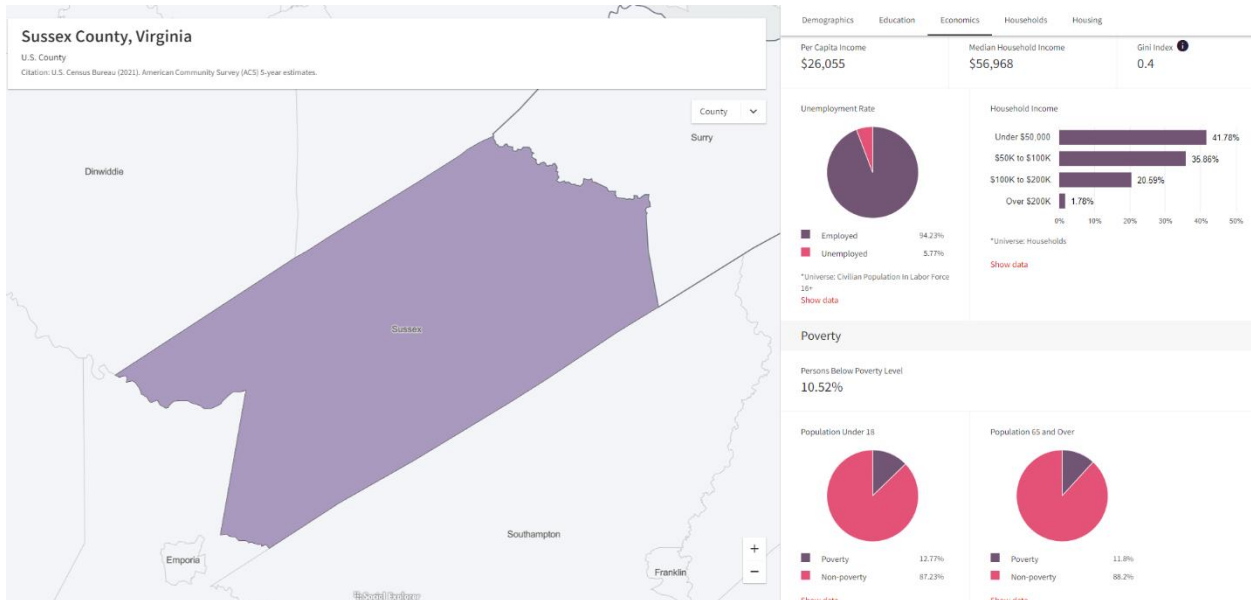 Sussex County, Virginia
U.S. County
Citation: U.S. Census Bureau (2021). American Community Survey (ACS) 5-year estimates.
County
Surry
Dinwiddie
Sussex
Southampton
Emporia
Franklin
+
−
Social Explorer
Demographics Education Economics Households Housing
Per Capita Income Median Household Income Gini Index i
$26,055 $56,968 0.4
Unemployment Rate
Employed 94.23%
Unemployed 5.77%
*Universe: Civilian Population In Labor Force
16+
Show data
Household Income
Under $50,000 41.78%
$50K to $100K 35.86%
$100K to $200K 20.59%
Over $200K 1.78%
0% 10% 20% 30% 40% 50%
*Universe: Households
Show data
Poverty
Persons Below Poverty Level
10.52%
Population Under 18
Poverty 12.77%
Non-poverty 87.23%
Show data
Population 65 and Over
Poverty 11.8%
Non-poverty 88.2%
Show data